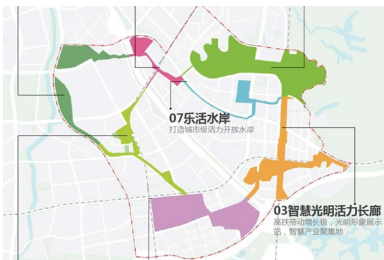 07乐活水岸
打造城市级活力开放水岸
03智慧光明活力长廊
高铁带动增长极，光明形象展示
窗，智慧产业聚集地